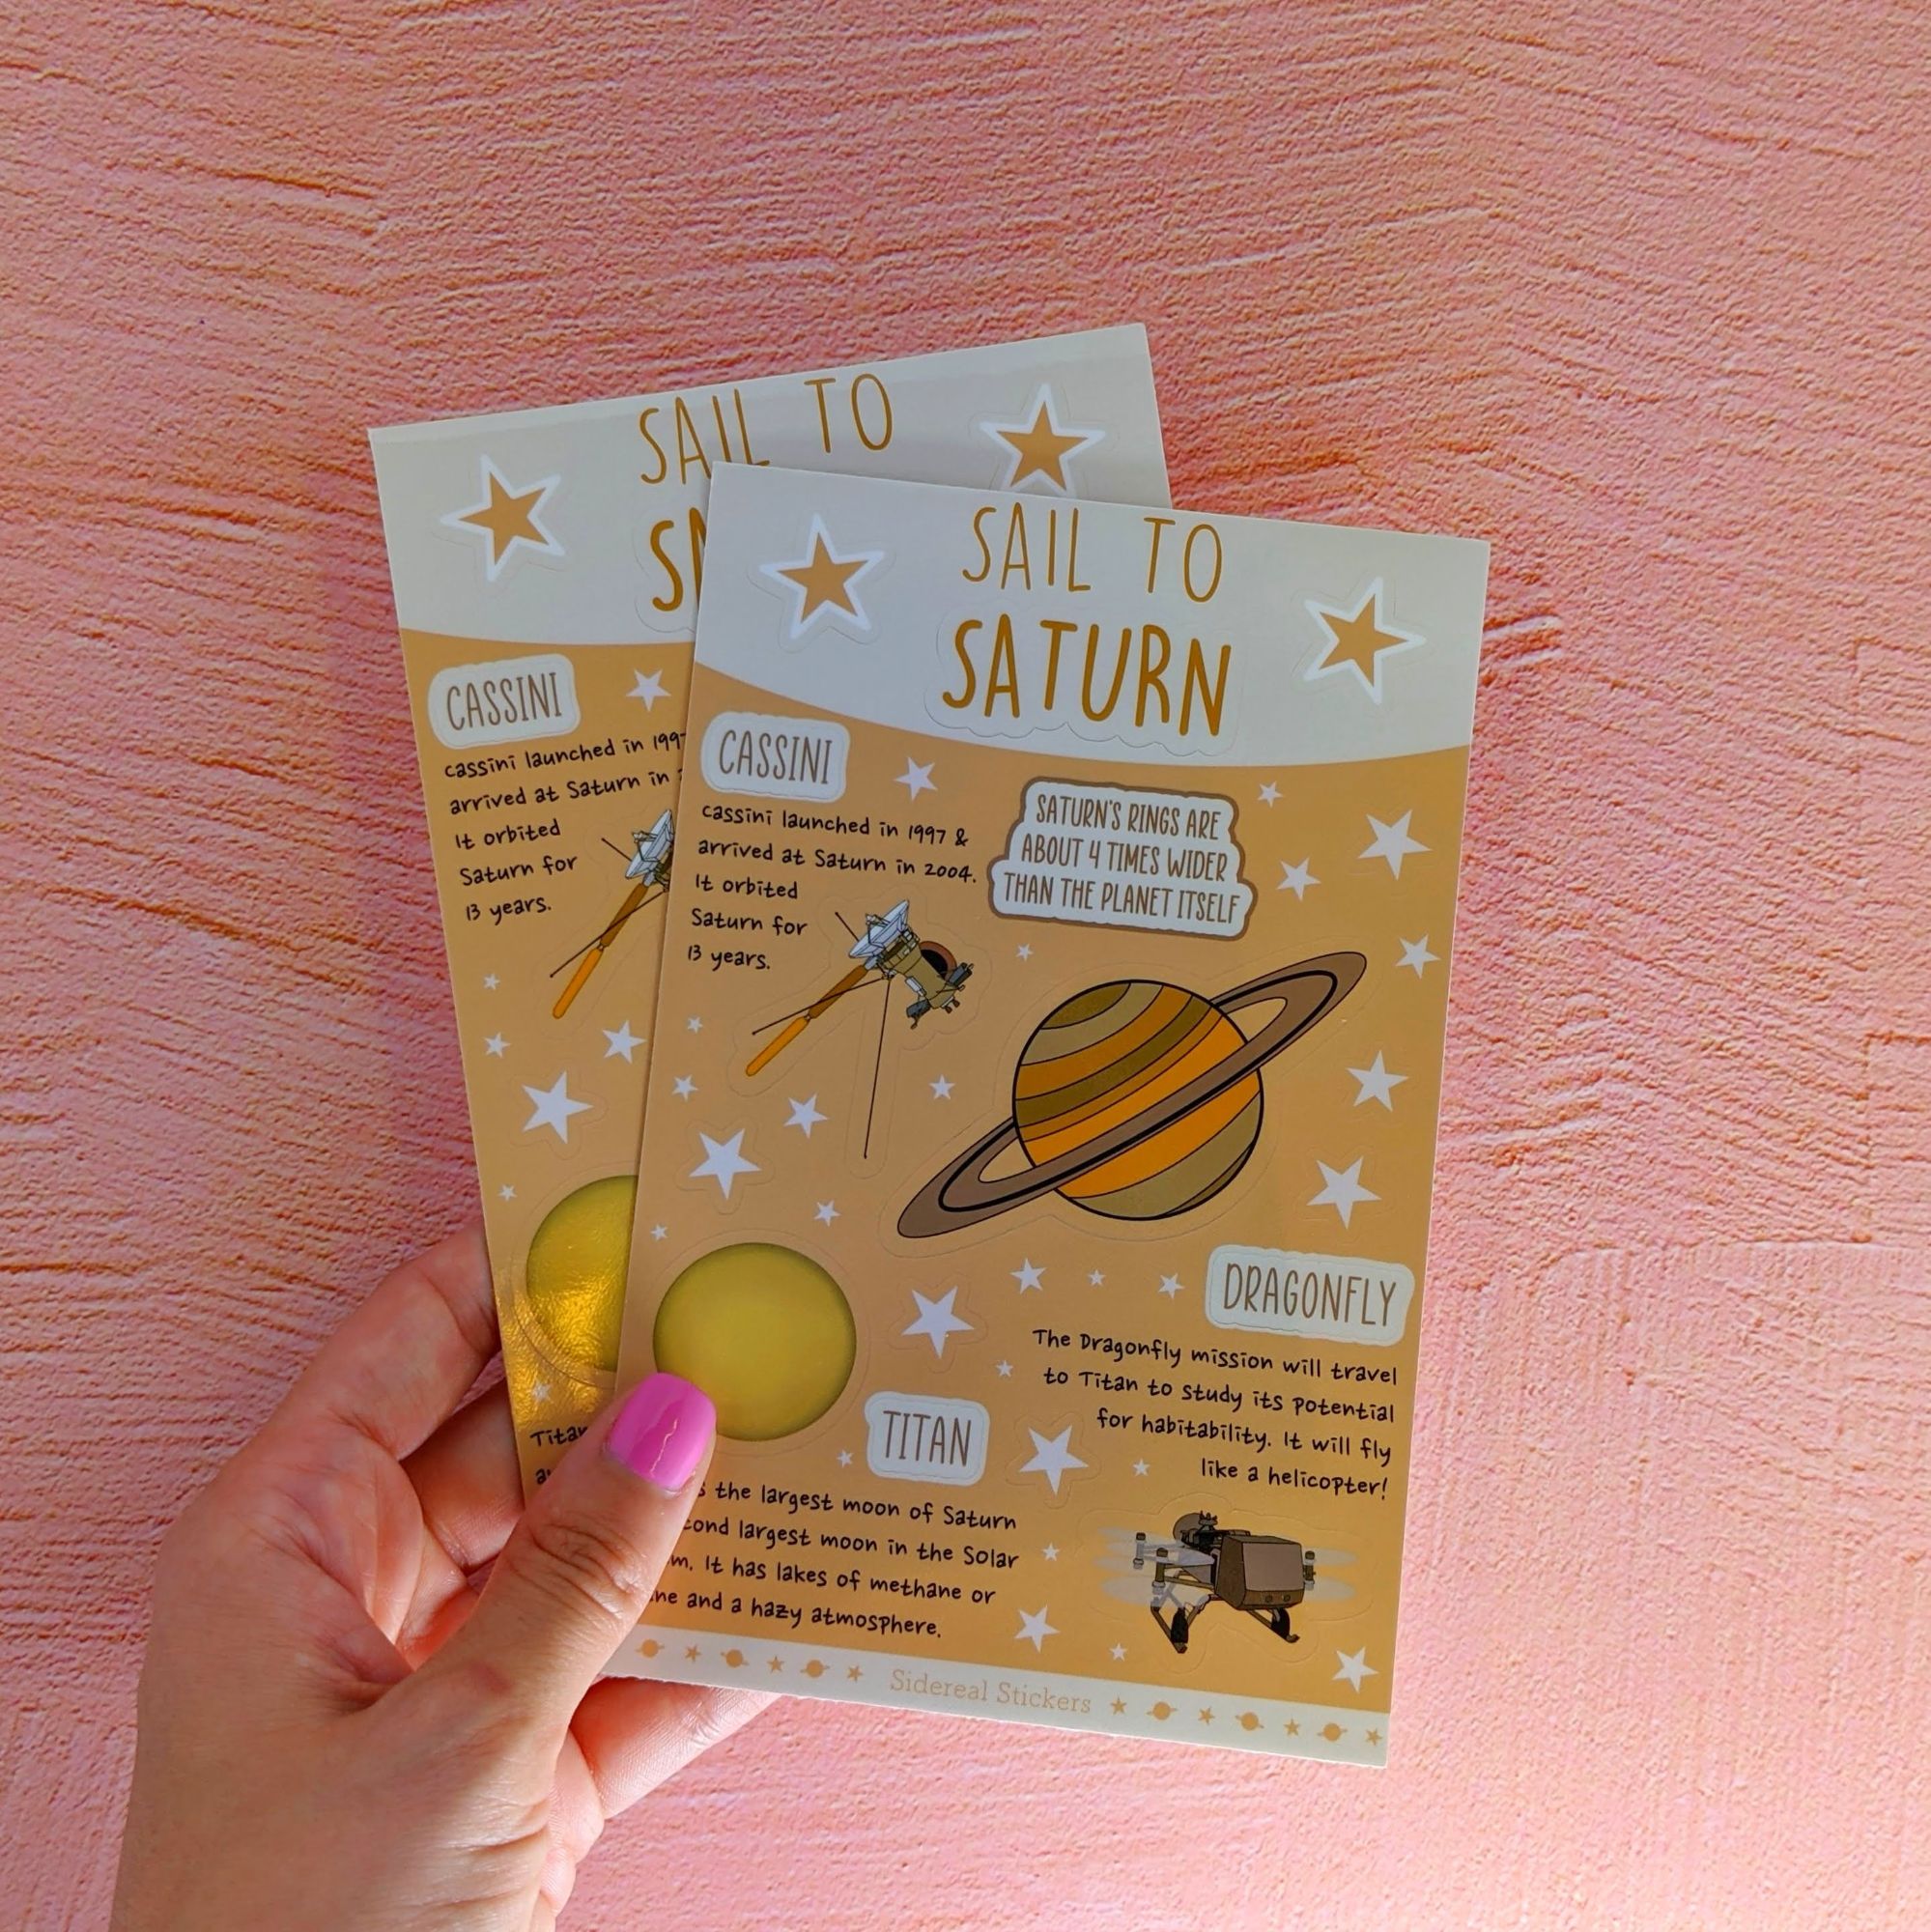 SAIL TO
CASSINI
cassini launched in
arrived at Saturn in
It orbited
Saturn for
13 years.
SAIL TO
SATURN
CASSINI
cassini launched in 1997 &
arrived at Saturn in 2004.
It orbited
Saturn for
13 years.
SATURN'S RINGS ARE
ABOUT 4 TIMES WIDER
THAN THE PLANET ITSELF
DRAGONFLY
The Dragonfly mission will travel
to Titan to study its potential
for habitability. It will fly
like a helicopter!
TITAN
the largest moon of Saturn
largest moon in the Solar
It has lakes of methane or
and a hazy atmosphere.
Sidereal Stickers